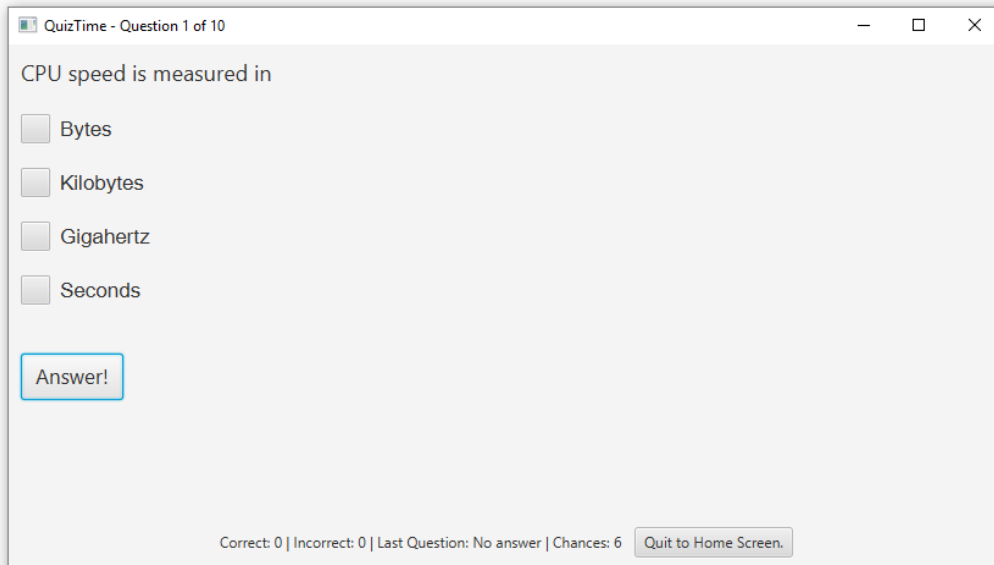 QuizTime - Question 1 of 10
CPU speed is measured in
Bytes
Kilobytes
Gigahertz
Seconds
Answer!
Correct: 0 | Incorrect: 0 | Last Question: No answer | Chances: 6 Quit to Home Screen.